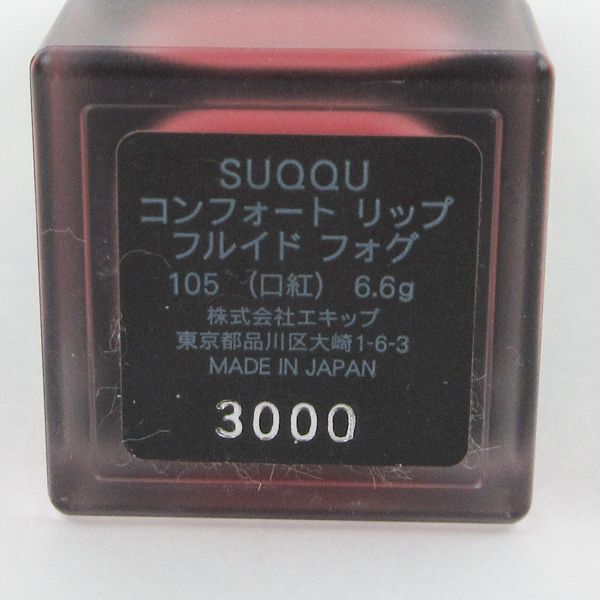 SUQQU
コンフォート リップ
フルイド フォグ
105 （口紅） 6.6g
株式会社エキップ
東京都品川区大崎1-6-3
MADE IN JAPAN
3000